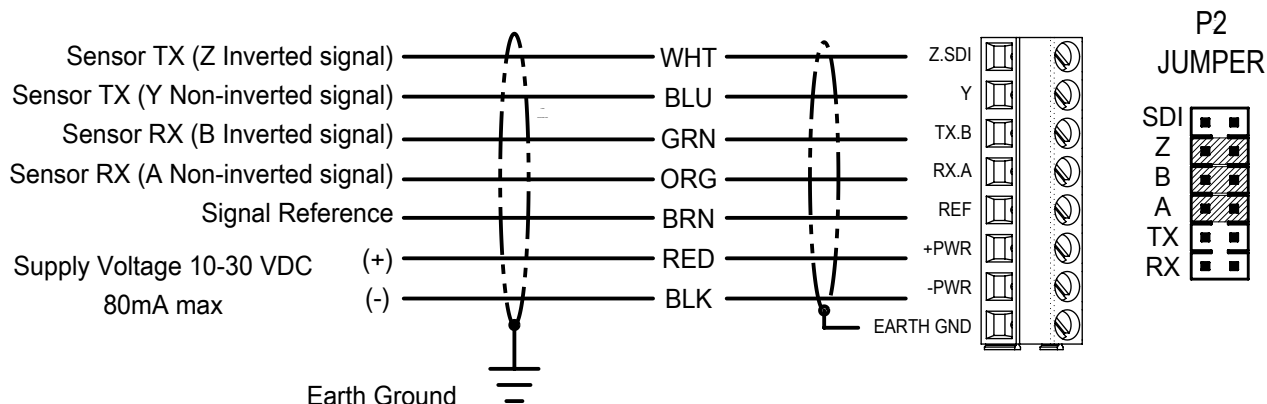 P2
JUMPER
Sensor TX (Z Inverted signal) WHT Z.SDI
Sensor TX (Y Non-inverted signal) BLU Y
Sensor RX (B Inverted signal) GRN TX.B
Sensor RX (A Non-inverted signal) ORG RX.A
Signal Reference BRN REF
Supply Voltage 10-30 VDC (+) RED +PWR
80mA max (-) BLK -PWR
EARTH GND
Earth Ground
SDI
Z
B
A
TX
RX